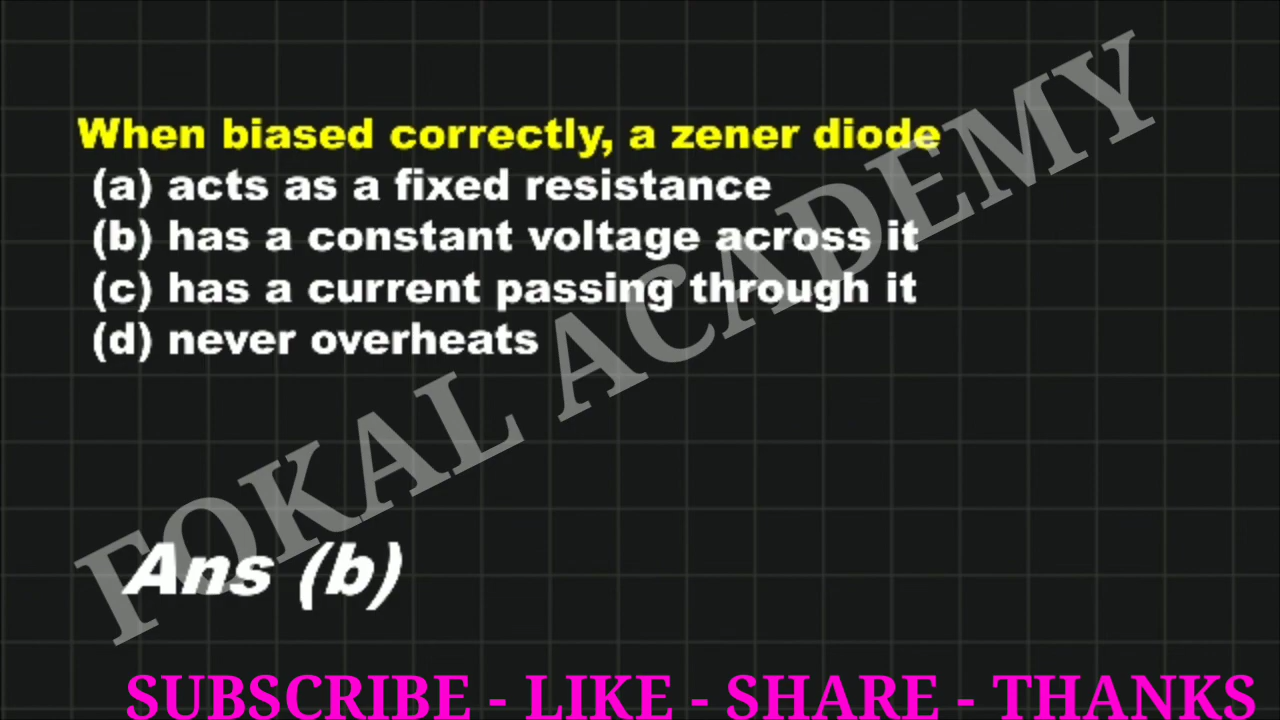 When biased correctly, a zener diode
(a) acts as a fixed resistance
(b) has a constant voltage across it
(c) has a current passing through it
(d) never overheats
FOKAL ACADEMY
Ans (b)
SUBSCRIBE - LIKE - SHARE - THANKS